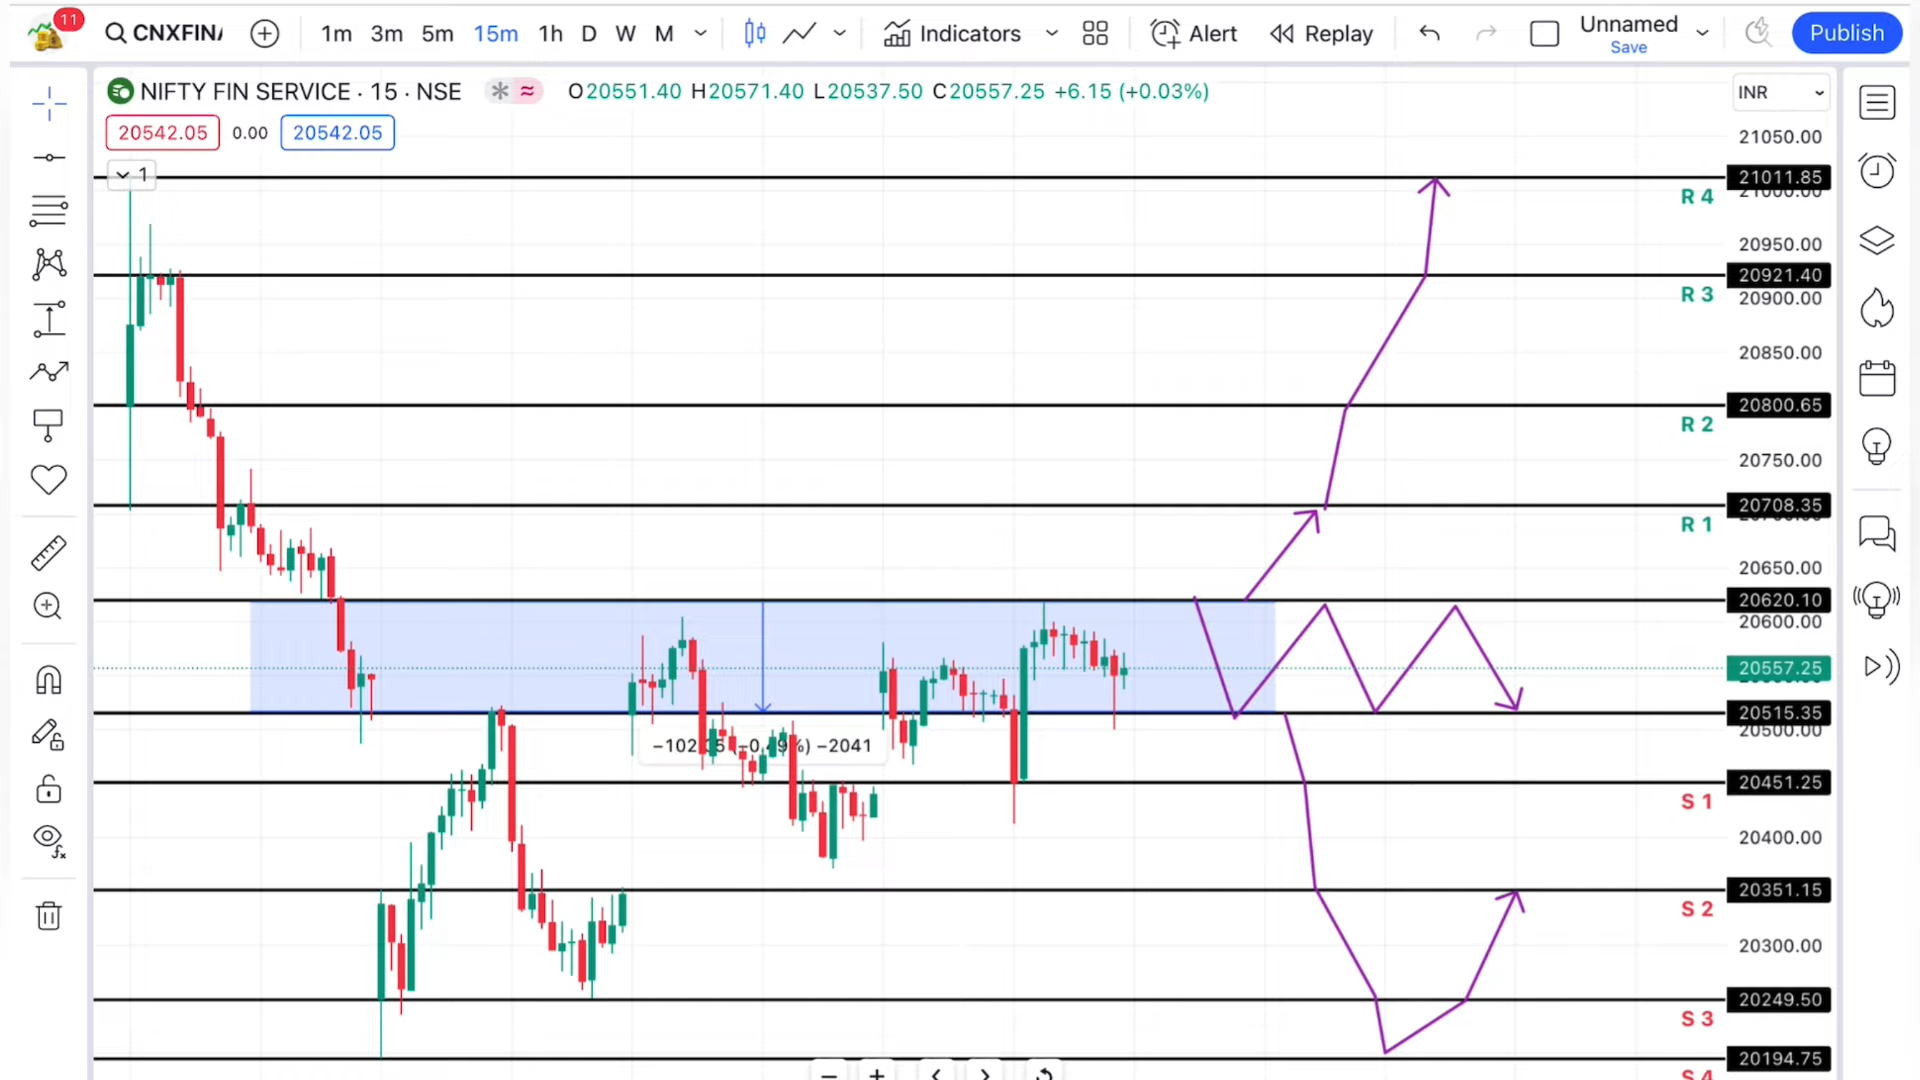 11
CNXFIN
1m 3m 5m 15m 1h D W M
Indicators
Alert
Replay
Unnamed
Save
Publish
NIFTY FIN SERVICE · 15 · NSE
O20551.40 H20571.40 L20537.50 C20557.25 +6.15 (+0.03%)
INR
20542.05 0.00 20542.05
1
21050.00
21011.85
21000.00
R 4
20950.00
20921.40
R 3
20900.00
20850.00
20800.65
R 2
20750.00
20708.35
R 1
20650.00
20620.10
20600.00
20557.25
20515.35
20500.00
−2041
20451.25
S 1
20400.00
20351.15
S 2
20300.00
20249.50
S 3
20194.75
S 4